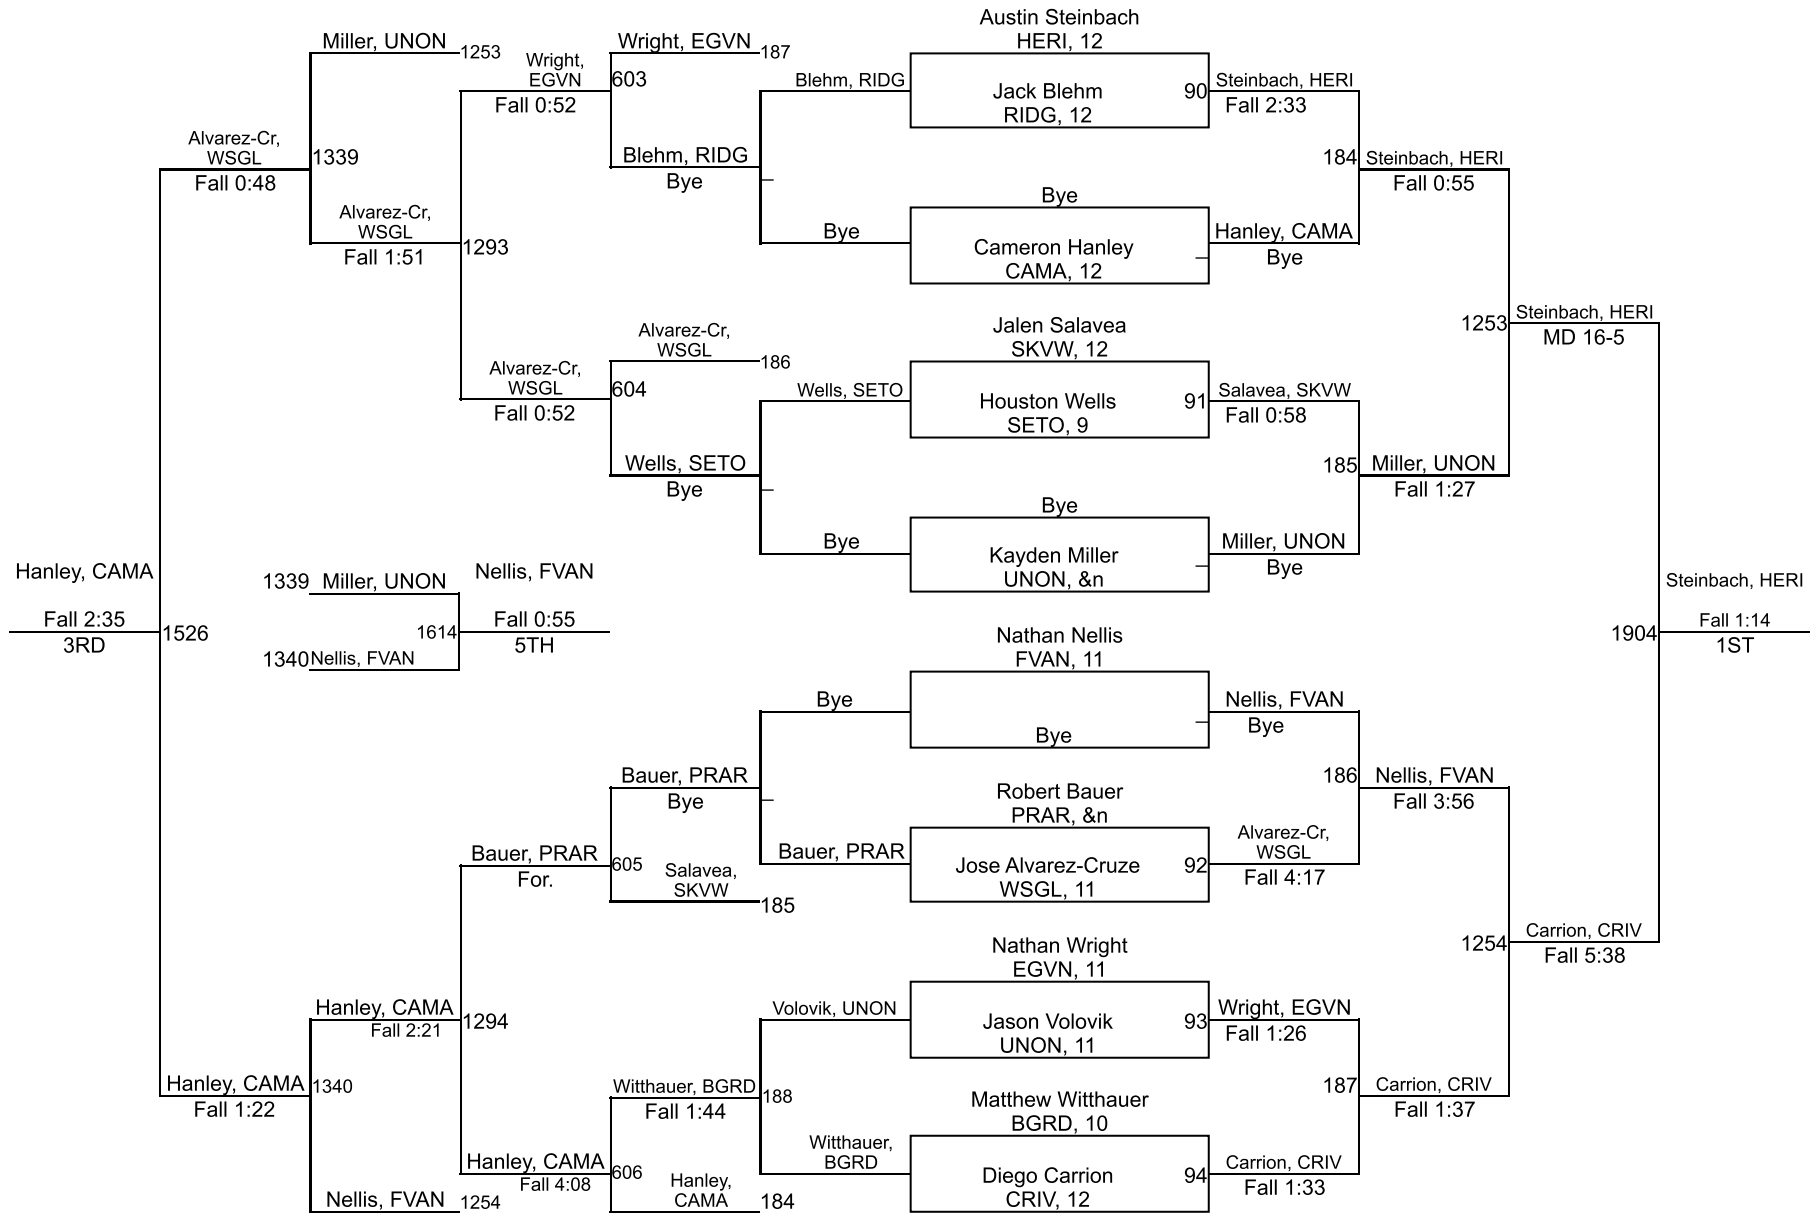 Austin Steinbach
HERI, 12
Miller, UNON
1253
Wright, EGVN
187
Wright,
EGVN
603
Fall 0:52
Blehm, RIDG
Jack Blehm
RIDG, 12
90
Steinbach, HERI
Fall 2:33
Alvarez-Cr,
WSGL
1339
Fall 0:48
Blehm, RIDG
Bye
184
Steinbach, HERI
Fall 0:55
Alvarez-Cr,
WSGL
Fall 1:51
1293
Bye
Bye
Cameron Hanley
CAMA, 12
Hanley, CAMA
Bye
Alvarez-Cr,
WSGL
186
Jalen Salavea
SKVW, 12
1253
Steinbach, HERI
MD 16-5
Alvarez-Cr,
WSGL
604
Fall 0:52
Wells, SETO
Houston Wells
SETO, 9
91
Salavea, SKVW
Fall 0:58
Wells, SETO
Bye
185
Miller, UNON
Fall 1:27
Bye
Bye
Kayden Miller
UNON, &n
Miller, UNON
Bye
Hanley, CAMA
Fall 2:35
3RD
1526
1339
Miller, UNON
Nellis, FVAN
1614
Fall 0:55
5TH
1340
Nellis, FVAN
Steinbach, HERI
1904
Fall 1:14
1ST
Nathan Nellis
FVAN, 11
Bye
Bye
Nellis, FVAN
Bye
Bauer, PRAR
Bye
Robert Bauer
PRAR, &n
186
Nellis, FVAN
Fall 3:56
Bauer, PRAR
For.
605
Salavea,
SKVW
185
Bauer, PRAR
Jose Alvarez-Cruze
WSGL, 11
92
Alvarez-Cr,
WSGL
Fall 4:17
Nathan Wright
EGVN, 11
1254
Carrion, CRIV
Fall 5:38
Hanley, CAMA
Fall 2:21
1294
Volovik, UNON
Jason Volovik
UNON, 11
93
Wright, EGVN
Fall 1:26
Hanley, CAMA
1340
Fall 1:22
Witthauer, BGRD
188
Fall 1:44
Matthew Witthauer
BGRD, 10
187
Carrion, CRIV
Fall 1:37
Hanley, CAMA
606
Fall 4:08
Witthauer,
BGRD
Diego Carrion
CRIV, 12
94
Carrion, CRIV
Fall 1:33
Nellis, FVAN
1254
Hanley,
CAMA
184